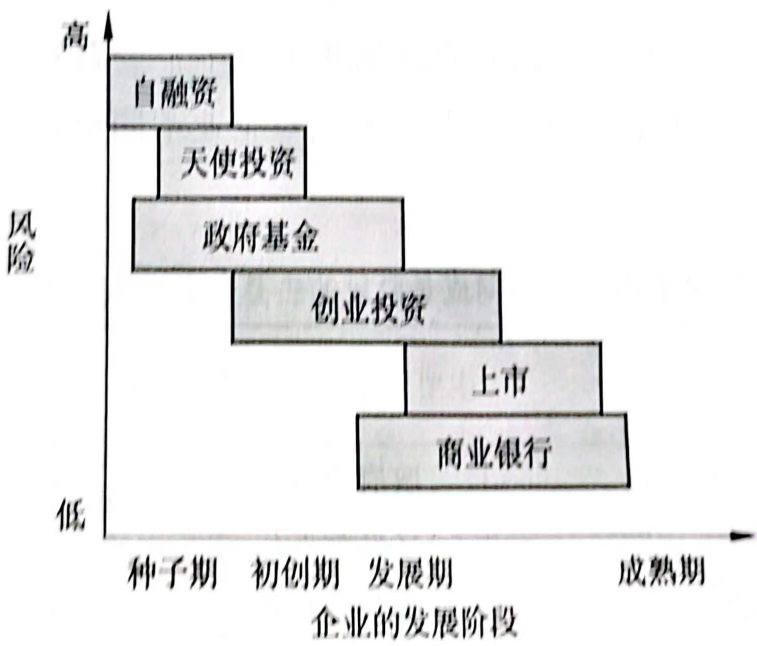 高
自融资
天使投资
政府基金
创业投资
上市
商业银行
风险
低
种子期 初创期 发展期 成熟期
企业的发展阶段